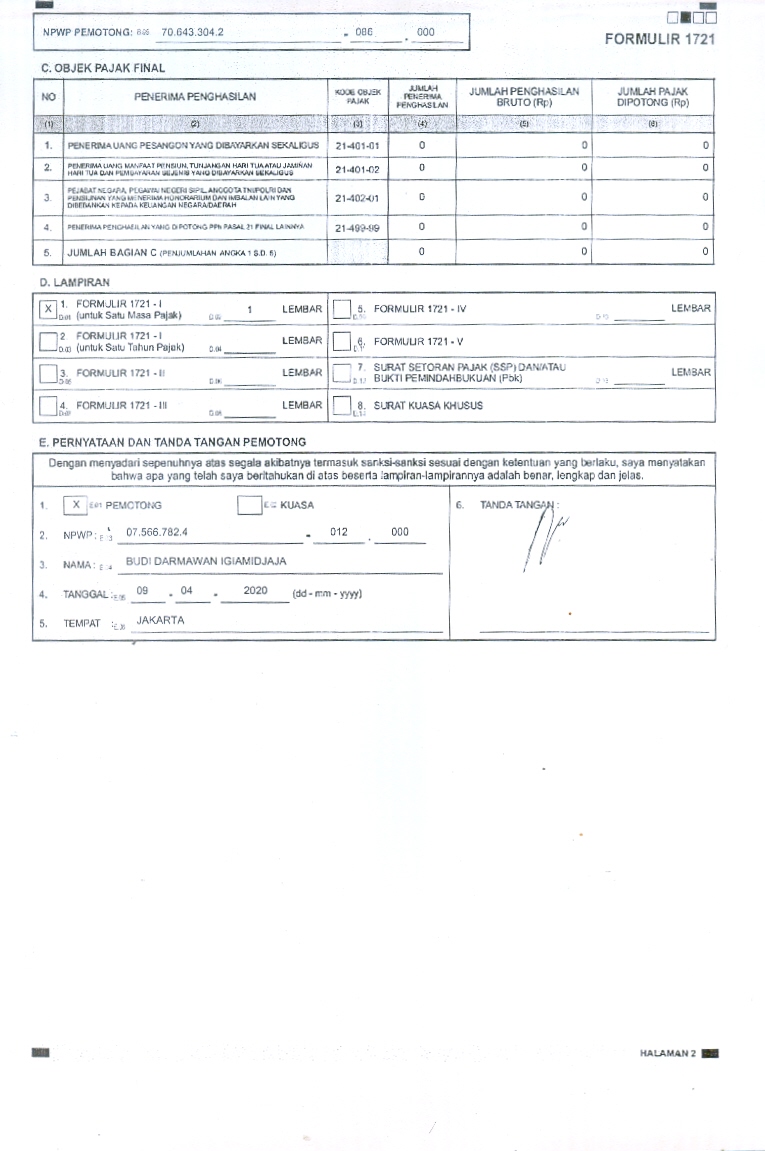 NPWP PEMOTONG: 70.643.304.2 - 086 . 000
FORMULIR 1721
C. OBJEK PAJAK FINAL
NO PENERIMA PENGHASILAN KODE OBJEK PAJAK JUMLAH PENERIMA PENGHASILAN JUMLAH PENGHASILAN BRUTO (Rp) JUMLAH PAJAK DIPOTONG (Rp)
(1) (2) (3) (4) (5) (6)
1. PENERIMA UANG PESANGON YANG DIBAYARKAN SEKALIGUS 21-401-01 0 0 0
2. PENERIMA UANG MANFAAT PENSIUN, TUNJANGAN HARI TUA ATAU JAMINAN
HARI TUA DAN PEMBAYARAN SEJENIS YANG DIBAYARKAN SEKALIGUS 21-401-02 0 0 0
3. PEJABAT NEGARA, PEGAWAI NEGERI SIPIL, ANGGOTA TNI/POLRI DAN
PENSIUNAN YANG MENERIMA HONORARIUM DAN IMBALAN LAIN YANG
DIBEBANKAN KEPADA KEUANGAN NEGARA/DAERAH 21-402-01 0 0 0
4. PENERIMA PENGHASILAN YANG DIPOTONG PPh PASAL 21 FINAL LAINNYA 21-499-99 0 0 0
5. JUMLAH BAGIAN C (PENJUMLAHAN ANGKA 1 S.D. 5) 0 0 0
D. LAMPIRAN
X 1. FORMULIR 1721 - I
D.01 (untuk Satu Masa Pajak) D.02 1 LEMBAR
2. FORMULIR 1721 - I
D.03 (untuk Satu Tahun Pajak) D.04 LEMBAR
3. FORMULIR 1721 - II
D.05 D.06 LEMBAR
4. FORMULIR 1721 - III
D.07 D.08 LEMBAR
5. FORMULIR 1721 - IV LEMBAR
6. FORMULIR 1721 - V
7. SURAT SETORAN PAJAK (SSP) DAN/ATAU
BUKTI PEMINDAHBUKUAN (Pbk) LEMBAR
8. SURAT KUASA KHUSUS
E. PERNYATAAN DAN TANDA TANGAN PEMOTONG
Dengan menyadari sepenuhnya atas segala akibatnya termasuk sanksi-sanksi sesuai dengan ketentuan yang berlaku, saya menyatakan
bahwa apa yang telah saya beritahukan di atas beserta lampiran-lampirannya adalah benar, lengkap dan jelas.
1. X E.01 PEMOTONG KUASA
2. NPWP : 07.566.782.4 - 012 . 000
3. NAMA : BUDI DARMAWAN IGIAMIDJAJA
4. TANGGAL : 09 - 04 - 2020 (dd - mm - yyyy)
5. TEMPAT : JAKARTA
6. TANDA TANGAN :
HALAMAN 2